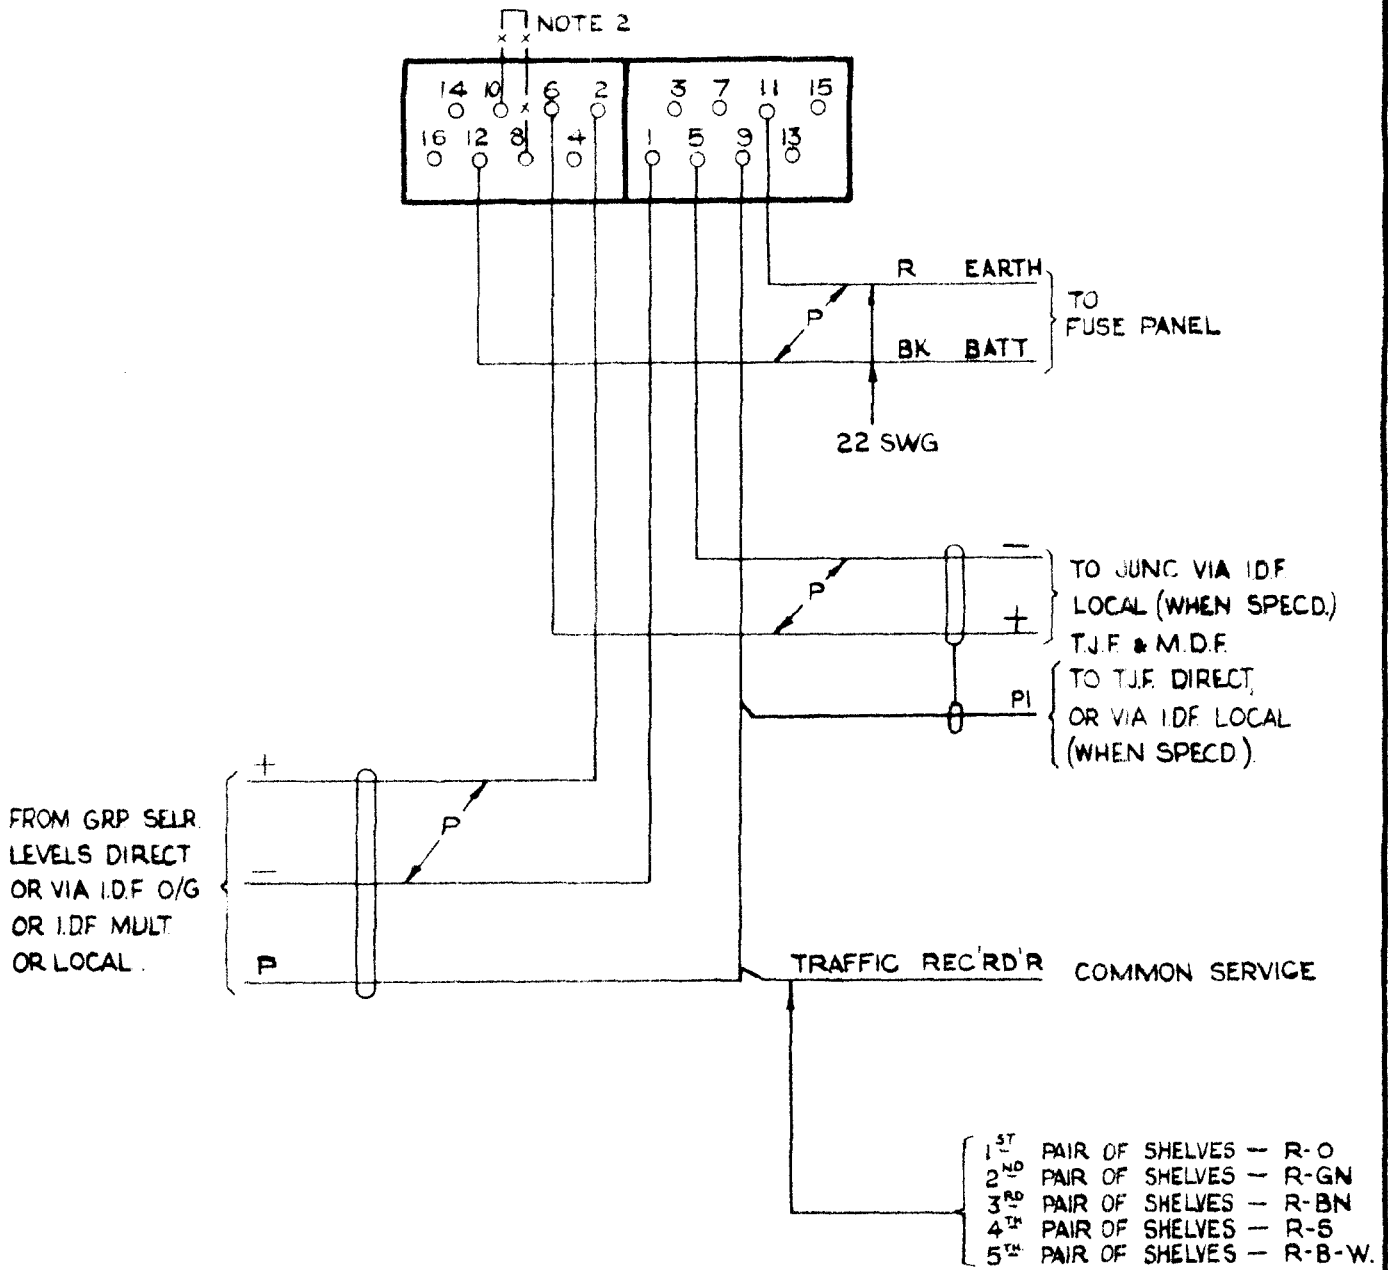 NOTE 2
14 10 6 2 3 7 11 15
16 12 8 4 1 5 9 13
R EARTH
P
BK BATT
TO
FUSE PANEL
22 SWG
−
P
+
TO JUNC VIA I.D.F.
LOCAL (WHEN SPECD.)
T.J.F. & M.D.F.
P1
TO T.J.F. DIRECT,
OR VIA I.D.F. LOCAL
(WHEN SPECD.).
+
P
−
P
FROM GRP SELR.
LEVELS DIRECT
OR VIA I.D.F O/G
OR I.D.F MULT
OR LOCAL.
TRAFFIC REC'RD'R COMMON SERVICE
1ST PAIR OF SHELVES — R-O
2ND PAIR OF SHELVES — R-GN
3RD PAIR OF SHELVES — R-BN
4TH PAIR OF SHELVES — R-S
5TH PAIR OF SHELVES — R-B-W.